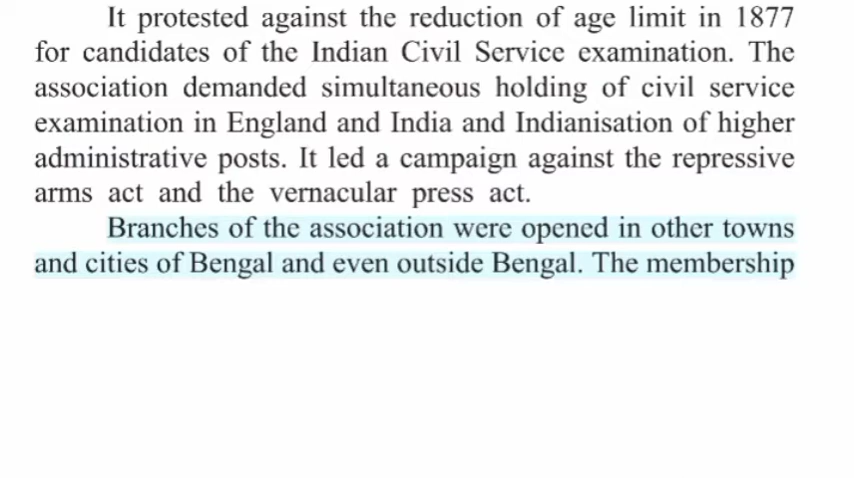 It protested against the reduction of age limit in 1877
for candidates of the Indian Civil Service examination. The
association demanded simultaneous holding of civil service
examination in England and India and Indianisation of higher
administrative posts. It led a campaign against the repressive
arms act and the vernacular press act.
Branches of the association were opened in other towns
and cities of Bengal and even outside Bengal. The membership